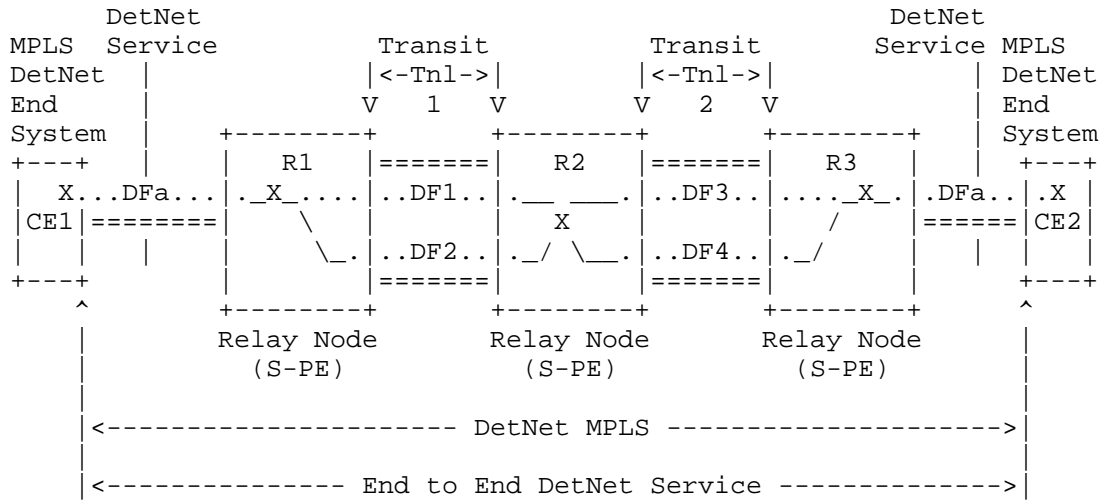 DetNet                                             DetNet
MPLS  Service          Transit          Transit       Service MPLS
DetNet  |             |<-Tnl->|        |<-Tnl->|             | DetNet
End     |             V   1   V        V   2   V             | End
System  |    +--------+       +--------+       +--------+    | System
+---+   |    |   R1   |=======|   R2   |=======|   R3   |    |  +---+
|  X...DFa...|._X_....|..DF1..|.__ ___.|..DF3..|...._X_.|.DFa..|.X  |
|CE1|========|    \   |       |   X    |       |   /    |======|CE2|
|   |   |    |     \_.|..DF2..|._/ \__.|..DF4..|._/     |   |  |   |
+---+        |        |=======|        |=======|        |      +---+
    ^        +--------+       +--------+       +--------+      ^
    |        Relay Node       Relay Node       Relay Node      |
    |          (S-PE)           (S-PE)           (S-PE)        |
    |                                                          |
    |<---------------------- DetNet MPLS --------------------->|
    |                                                          |
    |<--------------- End to End DetNet Service -------------->|